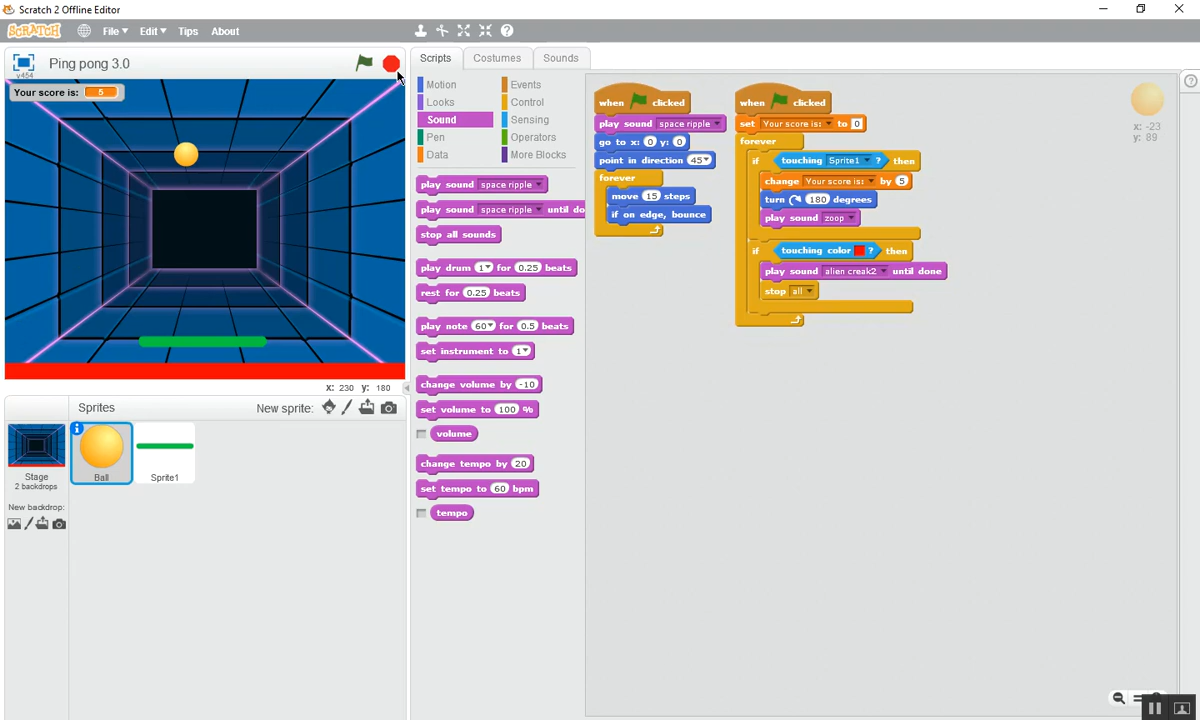 Scratch 2 Offline Editor
SCRATCH File▼ Edit▼ Tips About
Ping pong 3.0
v454
Your score is: 5
x: 230 y: 180
Sprites New sprite:
Stage
2 backdrops
New backdrop:
Ball
Sprite1
Scripts Costumes Sounds
Motion Events
Looks Control
Sound Sensing
Pen Operators
Data More Blocks
play sound space ripple
play sound space ripple until do
stop all sounds
play drum 1 for 0.25 beats
rest for 0.25 beats
play note 60 for 0.5 beats
set instrument to 1
change volume by -10
set volume to 100 %
volume
change tempo by 20
set tempo to 60 bpm
tempo
when clicked
play sound space ripple
go to x: 0 y: 0
point in direction 45
forever
move 15 steps
if on edge, bounce
when clicked
set Your score is: to 0
forever
if touching Sprite1 ? then
change Your score is: by 5
turn 180 degrees
play sound zoop
if touching color ? then
play sound alien creak2 until done
stop all
x: -23
y: 89